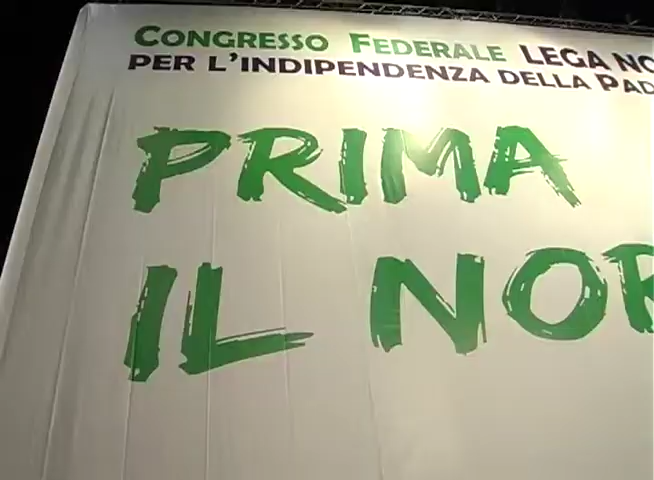 CONGRESSO FEDERALE LEGA NO
PER L'INDIPENDENZA DELLA PAD
PRIMA
IL NOR